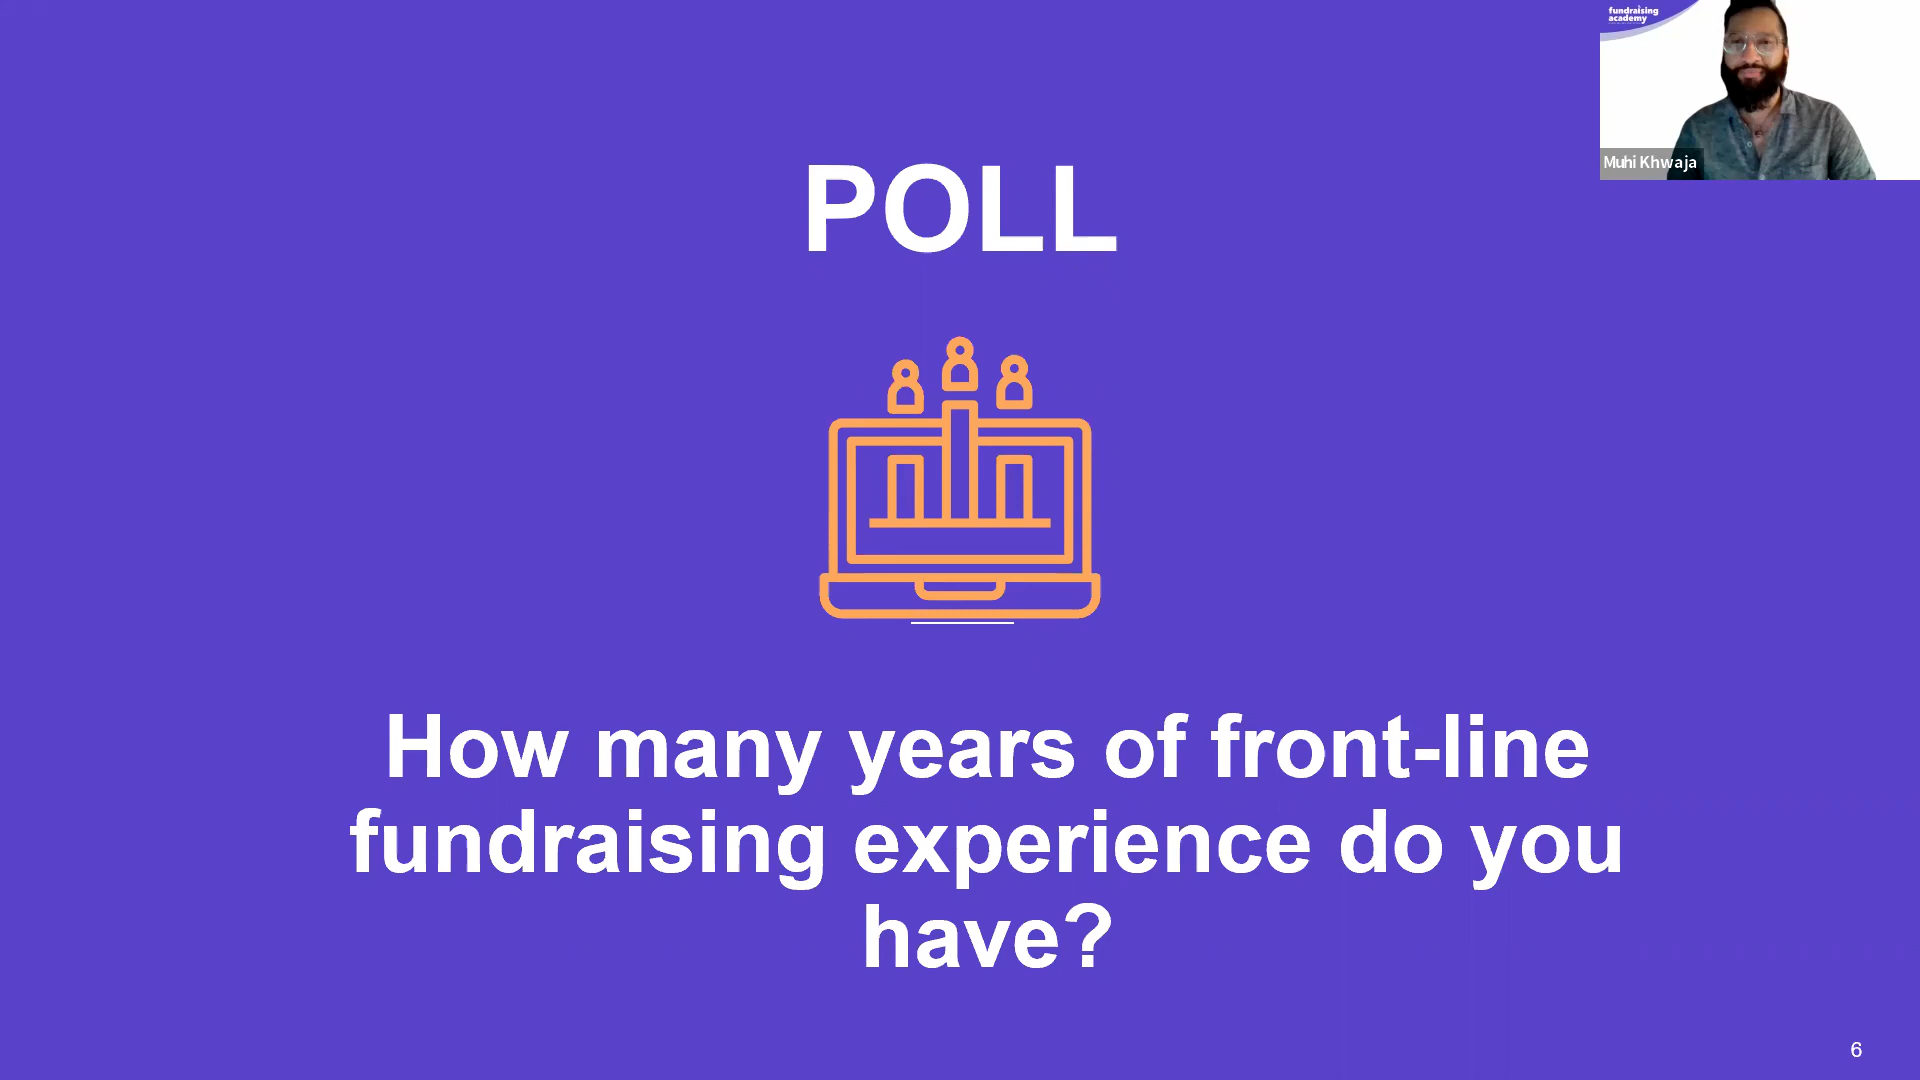 fundraising
academy
Muhi Khwaja
POLL
How many years of front-line
fundraising experience do you
have?
6